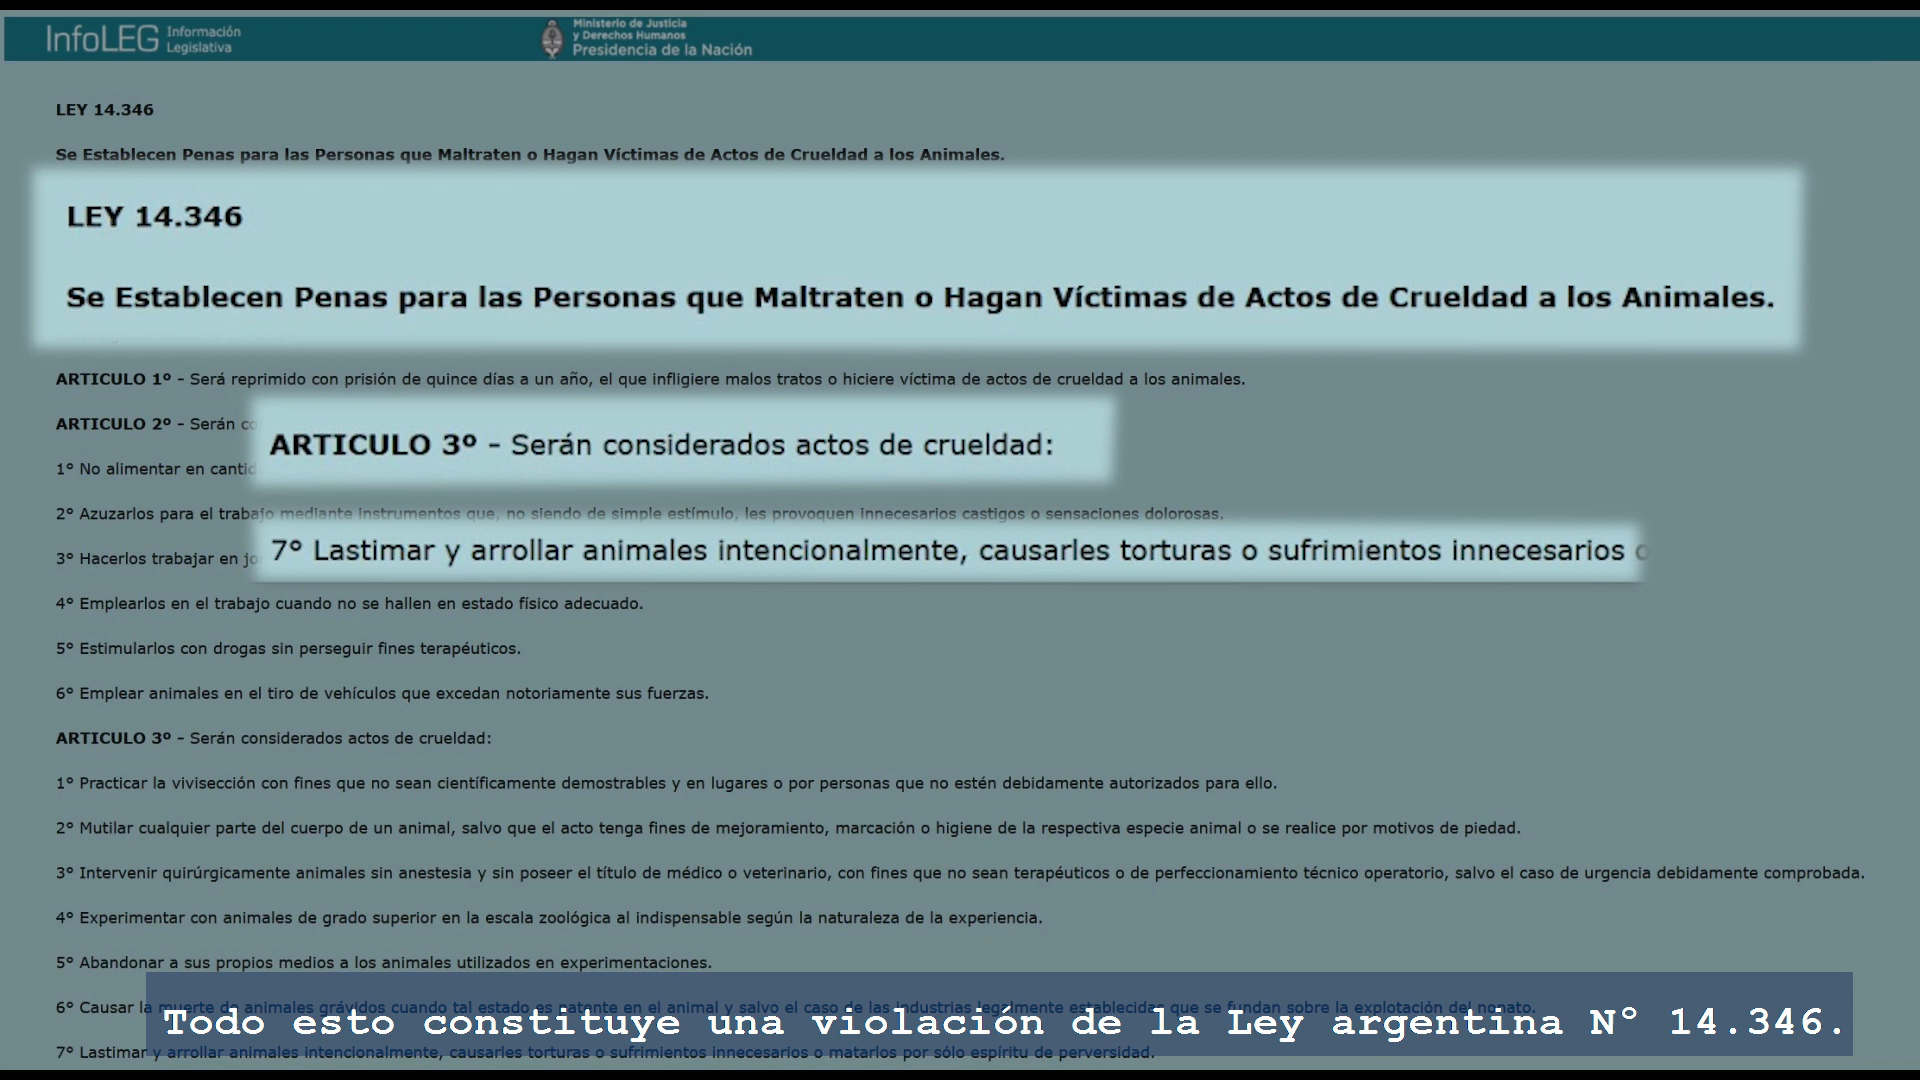 InfoLEG Información Legislativa
Ministerio de Justicia
y Derechos Humanos
Presidencia de la Nación
LEY 14.346
Se Establecen Penas para las Personas que Maltraten o Hagan Víctimas de Actos de Crueldad a los Animales.
LEY 14.346
Se Establecen Penas para las Personas que Maltraten o Hagan Víctimas de Actos de Crueldad a los Animales.
ARTICULO 1º - Será reprimido con prisión de quince días a un año, el que infligiere malos tratos o hiciere víctima de actos de crueldad a los animales.
ARTICULO 2º - Serán
ARTICULO 3º - Serán considerados actos de crueldad:
1° No alimentar en
2° Azuzarlos para el trabajo mediante instrumentos que, no siendo de simple estímulo, les provoquen innecesarios castigos o sensaciones dolorosas.
7° Lastimar y arrollar animales intencionalmente, causarles torturas o sufrimientos innecesarios
3° Hacerlos trabajar en
4° Emplearlos en el trabajo cuando no se hallen en estado físico adecuado.
5° Estimularlos con drogas sin perseguir fines terapéuticos.
6° Emplear animales en el tiro de vehículos que excedan notoriamente sus fuerzas.
ARTICULO 3º - Serán considerados actos de crueldad:
1° Practicar la vivisección con fines que no sean científicamente demostrables y en lugares o por personas que no estén debidamente autorizados para ello.
2° Mutilar cualquier parte del cuerpo de un animal, salvo que el acto tenga fines de mejoramiento, marcación o higiene de la respectiva especie animal o se realice por motivos de piedad.
3° Intervenir quirúrgicamente animales sin anestesia y sin poseer el título de médico o veterinario, con fines que no sean terapéuticos o de perfeccionamiento técnico operatorio, salvo el caso de urgencia debidamente comprobada.
4° Experimentar con animales de grado superior en la escala zoológica al indispensable según la naturaleza de la experiencia.
5° Abandonar a sus propios medios a los animales utilizados en experimentaciones.
6° Causar la muerte de animales grávidos cuando tal estado es patente en el animal y salvo el caso de las industrias legalmente establecidas que se fundan sobre la explotación del nonato.
Todo esto constituye una violación de la Ley argentina Nº 14.346.
7° Lastimar y arrollar animales intencionalmente, causarles torturas o sufrimientos innecesarios o matarlos por sólo espíritu de perversidad.